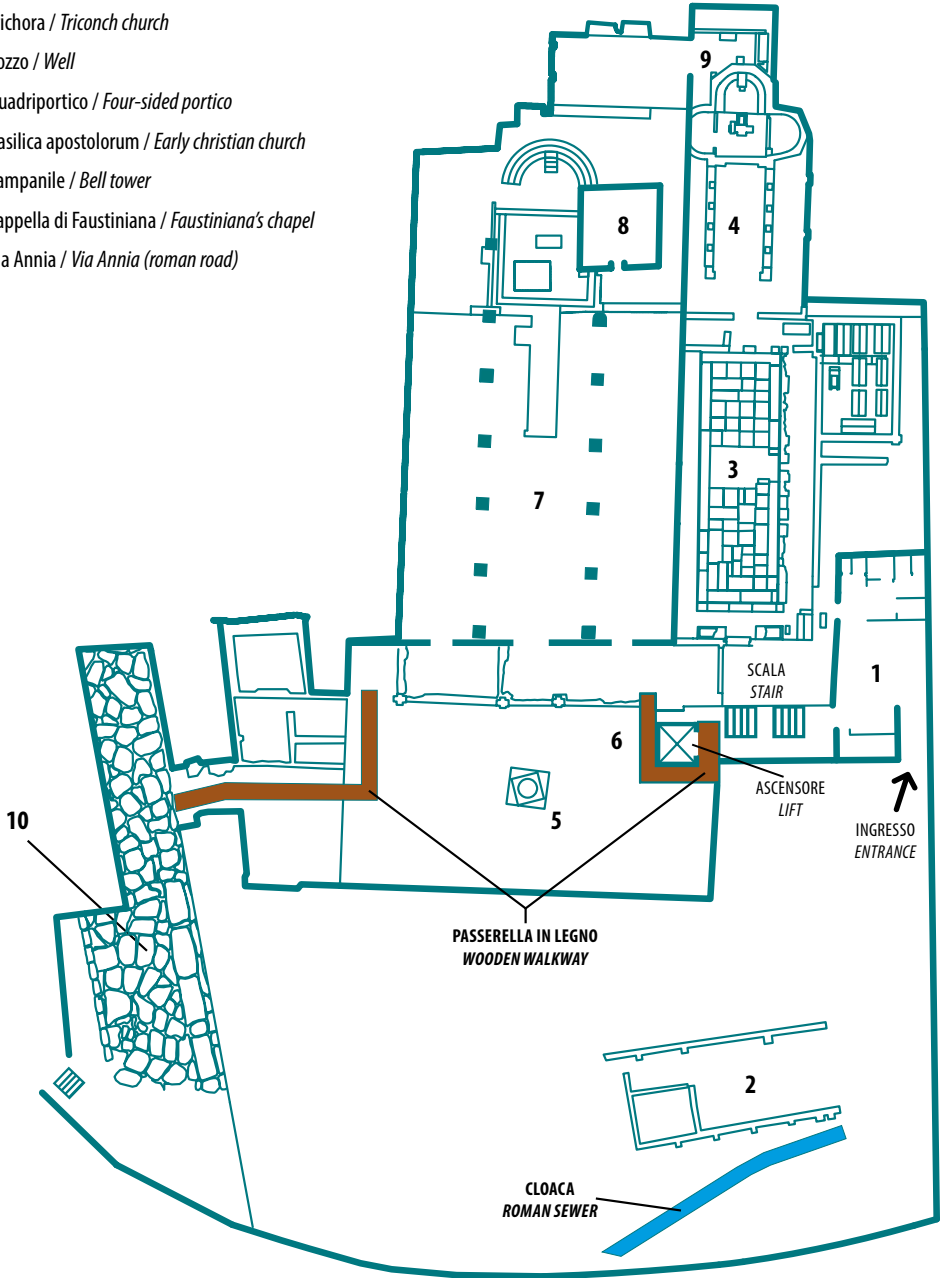 ichora / Triconch church
ozzo / Well
uadriportico / Four-sided portico
asilica apostolorum / Early christian church
ampanile / Bell tower
appella di Faustiniana / Faustiniana's chapel
a Annia / Via Annia (roman road)
9
8
4
3
7
1
SCALA
STAIR
6
ASCENSORE
LIFT
5
INGRESSO
ENTRANCE
10
PASSERELLA IN LEGNO
WOODEN WALKWAY
2
CLOACA
ROMAN SEWER